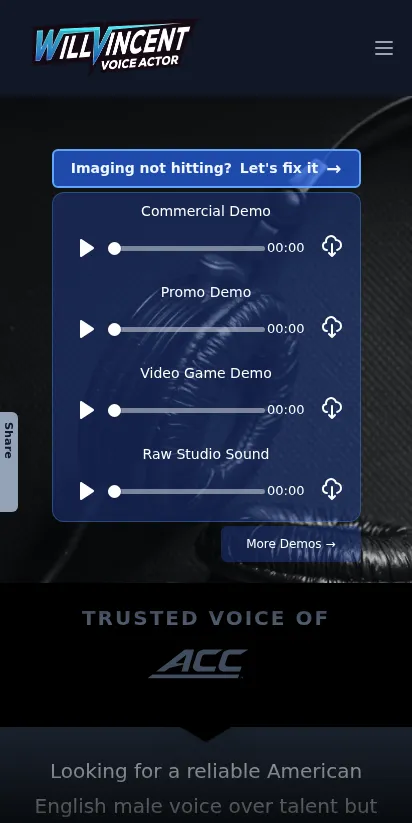 WILLVINCENT
VOICE ACTOR
Imaging not hitting? Let's fix it →
Commercial Demo
00:00
Promo Demo
00:00
Video Game Demo
00:00
Raw Studio Sound
00:00
Share
More Demos →
TRUSTED VOICE OF
ACC
Looking for a reliable American
English male voice over talent but